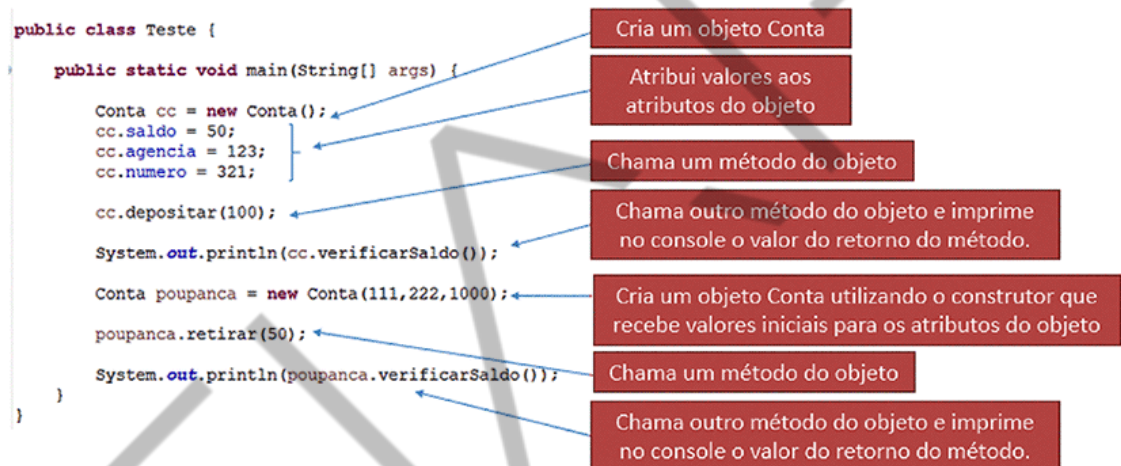 public class Teste {
public static void main(String[] args) {
Conta cc = new Conta();
cc.saldo = 50;
cc.agencia = 123;
cc.numero = 321;
cc.depositar(100);
System.out.println(cc.verificarSaldo());
Conta poupanca = new Conta(111,222,1000);
poupanca.retirar(50);
System.out.println(poupanca.verificarSaldo());
}
}
Cria um objeto Conta
Atribui valores aos
atributos do objeto
Chama um método do objeto
Chama outro método do objeto e imprime
no console o valor do retorno do método.
Cria um objeto Conta utilizando o construtor que
recebe valores iniciais para os atributos do objeto
Chama um método do objeto
Chama outro método do objeto e imprime
no console o valor do retorno do método.